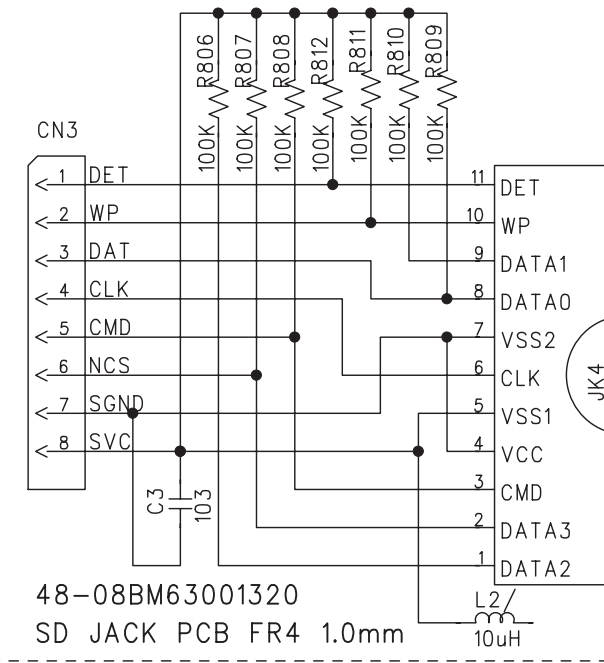 R806
R807
R808
R812
R811
R810
R809
100K
100K
100K
100K
100K
100K
100K
CN3
1 DET
2 WP
3 DAT
4 CLK
5 CMD
6 NCS
7 SGND
8 SVC
11 DET
10 WP
9 DATA1
8 DATA0
7 VSS2
6 CLK
5 VSS1
4 VCC
3 CMD
2 DATA3
1 DATA2
JK4
C3
103
L2
10uH
48-08BM63001320
SD JACK PCB FR4 1.0mm